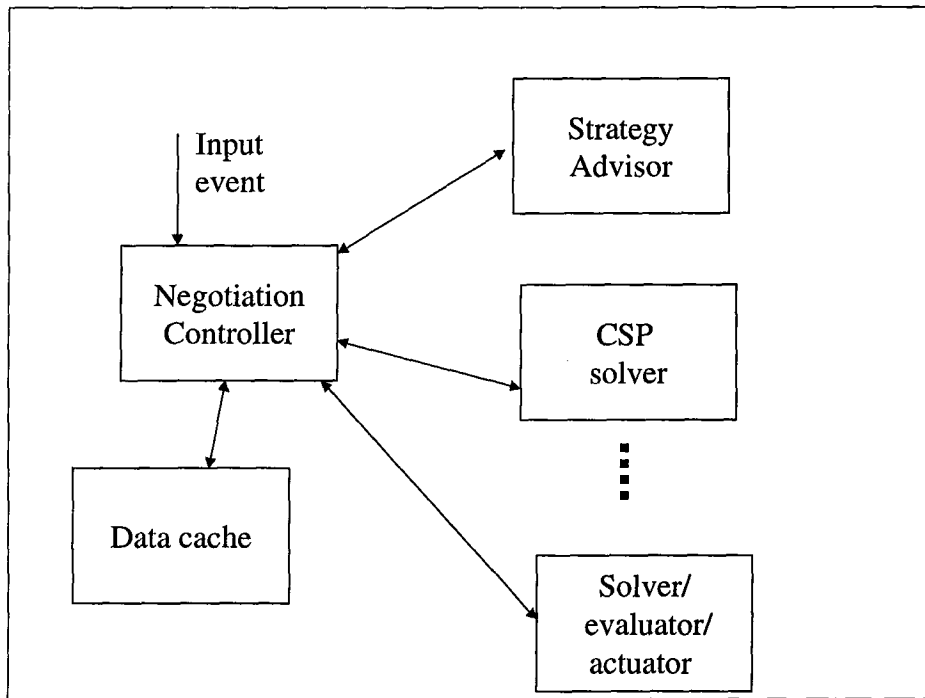 Input
event
Strategy
Advisor
Negotiation
Controller
CSP
solver
Data cache
Solver/
evaluator/
actuator